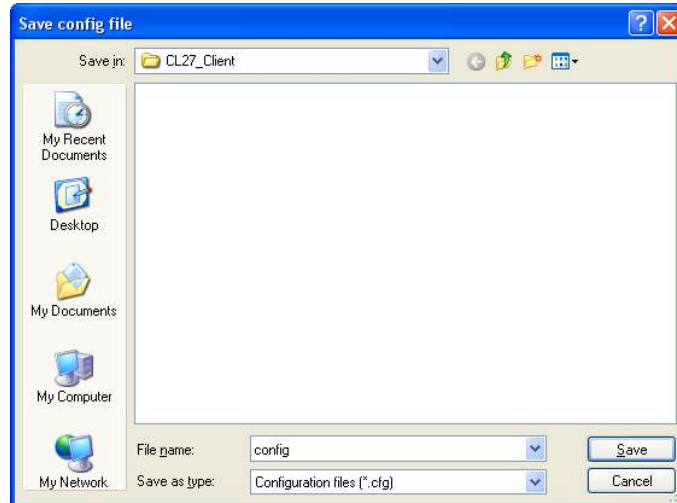 Save config file
Save in: CL27_Client
My Recent
Documents
Desktop
My Documents
My Computer
My Network
File name: config Save
Save as type: Configuration files (*.cfg) Cancel